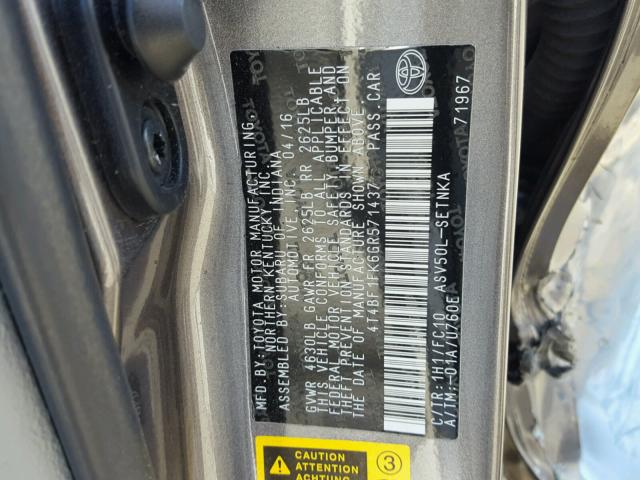 MFD.BY:TOYOTA MOTOR MANUFACTURING,
NORTHERN KENTUCKY, INC.
ASSEMBLED BY: SUBARU OF INDIANA
AUTOMOTIVE, INC. 04/16
GVWR 4630LB GAWR FR 2625LB RR 2625LB
THIS VEHICLE CONFORMS TO ALL APPLICABLE
FEDERAL MOTOR VEHICLE SAFETY, BUMPER, AND
THEFT PREVENTION STANDARDS IN EFFECT ON
THE DATE OF MANUFACTURE SHOWN ABOVE.
4T4BF1FK6GR571437 PASS. CAR
C/TR:1H1/FC10 ASV50L-SETNKA
A/TM:-01A/U760E 71967
TOYOTA
CAUTION
ATTENTION
ACHTUNG
3